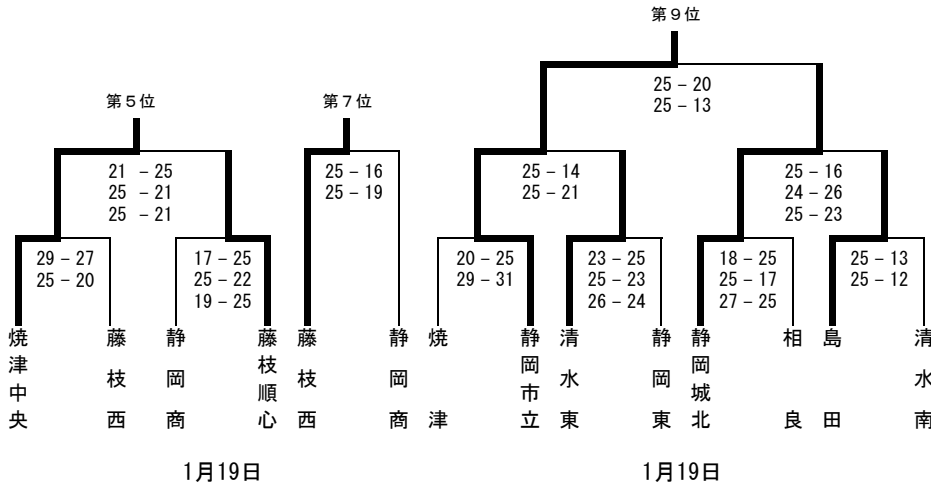 第9位
25 − 20
25 − 13
第5位
第7位
21 − 25
25 − 21
25 − 21
25 − 16
25 − 19
25 − 14
25 − 21
25 − 16
24 − 26
25 − 23
29 − 27
25 − 20
17 − 25
25 − 22
19 − 25
20 − 25
29 − 31
23 − 25
25 − 23
26 − 24
18 − 25
25 − 17
27 − 25
25 − 13
25 − 12
焼津中央
藤枝西
静岡商
藤枝順心
藤枝西
静岡商
焼津
静岡市立
清水東
静岡東
静岡城北
相良
島田
清水南
1月19日
1月19日